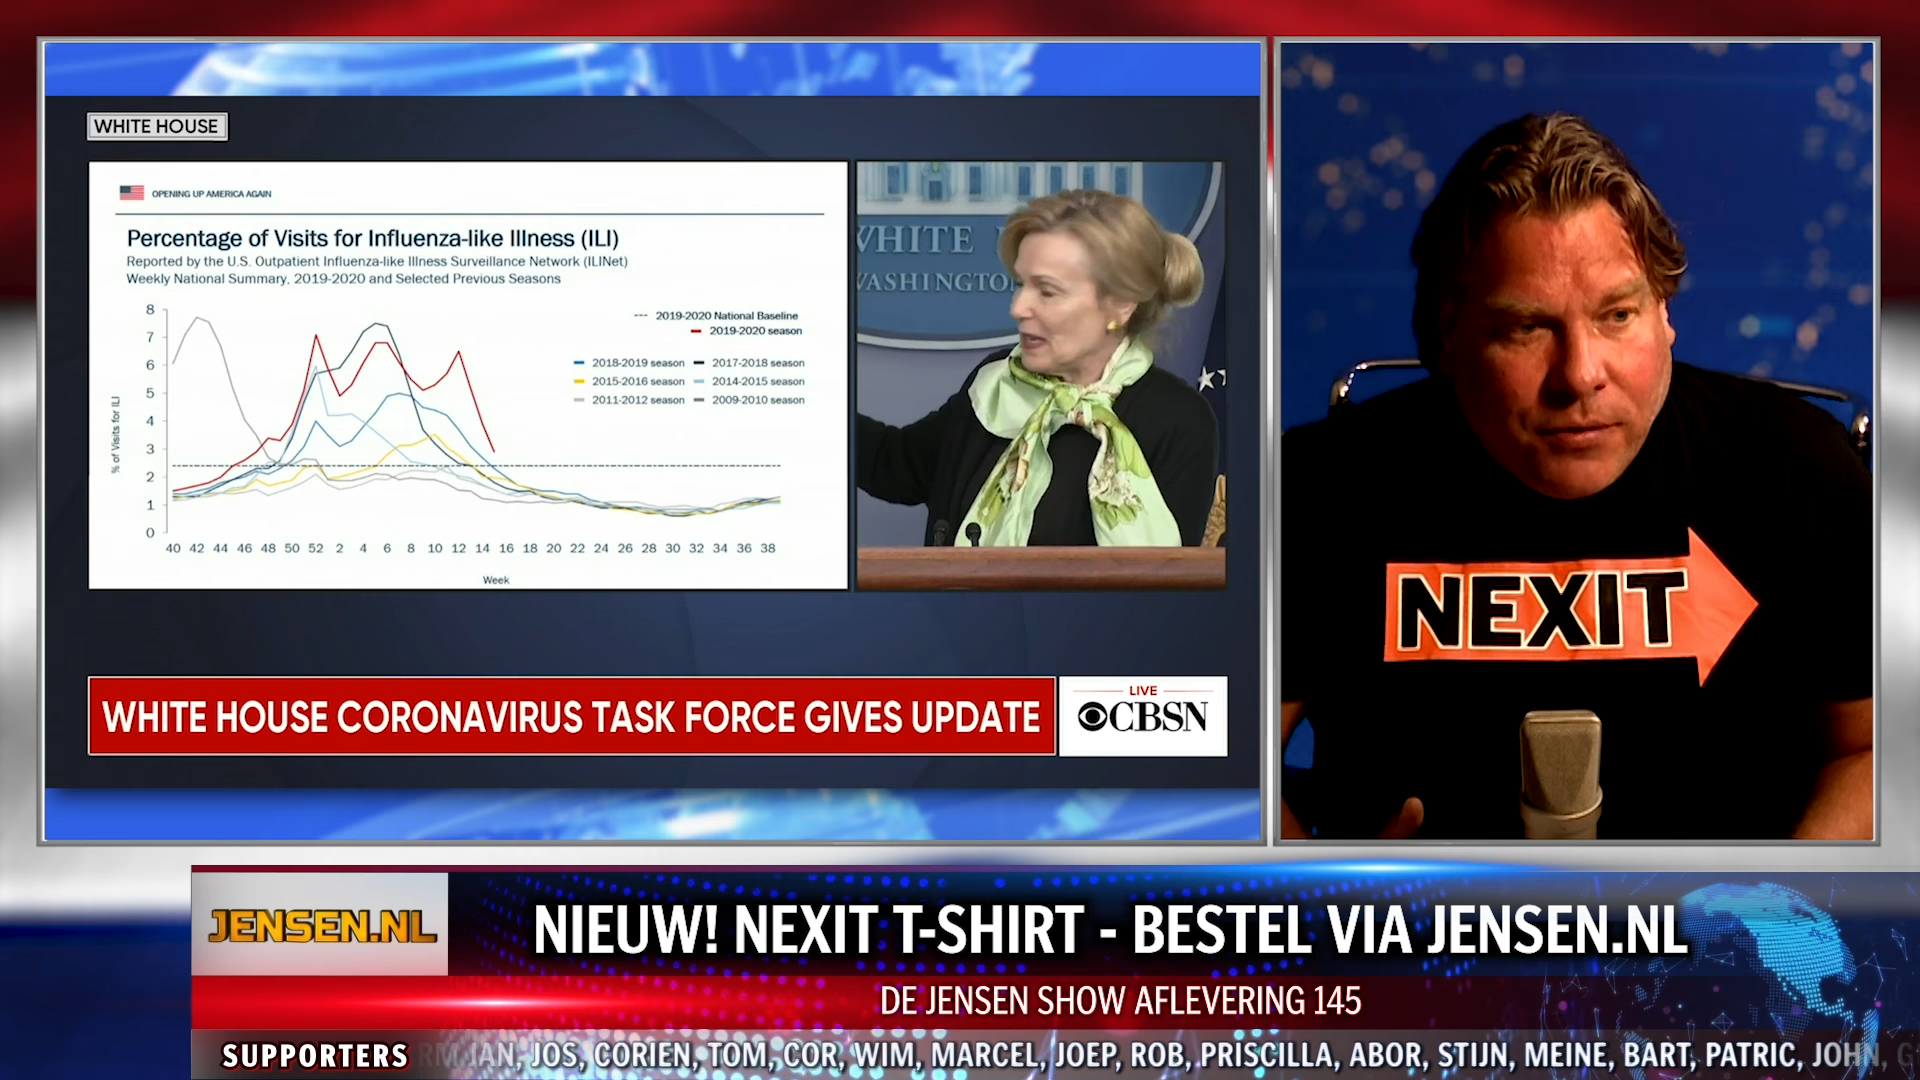 WHITE HOUSE
OPENING UP AMERICA AGAIN
Percentage of Visits for Influenza-like Illness (ILI)
Reported by the U.S. Outpatient Influenza-like Illness Surveillance Network (ILINet)
Weekly National Summary, 2019-2020 and Selected Previous Seasons
2019-2020 National Baseline
2019-2020 season
2018-2019 season 2017-2018 season
2015-2016 season 2014-2015 season
2011-2012 season 2009-2010 season
% of Visits for ILI
8
7
6
5
4
3
2
1
0
40 42 44 46 48 50 52 2 4 6 8 10 12 14 16 18 20 22 24 26 28 30 32 34 36 38
Week
WHITE
WASHINGTO
WHITE HOUSE CORONAVIRUS TASK FORCE GIVES UPDATE
LIVE
CBSN
NEXIT
JENSEN.NL
NIEUW! NEXIT T-SHIRT - BESTEL VIA JENSEN.NL
DE JENSEN SHOW AFLEVERING 145
SUPPORTERS RM, JAN, JOS, CORIEN, TOM, COR, WIM, MARCEL, JOEP, ROB, PRISCILLA, ABOR, STIJN, MEINE, BART, PATRIC, JOHN, G